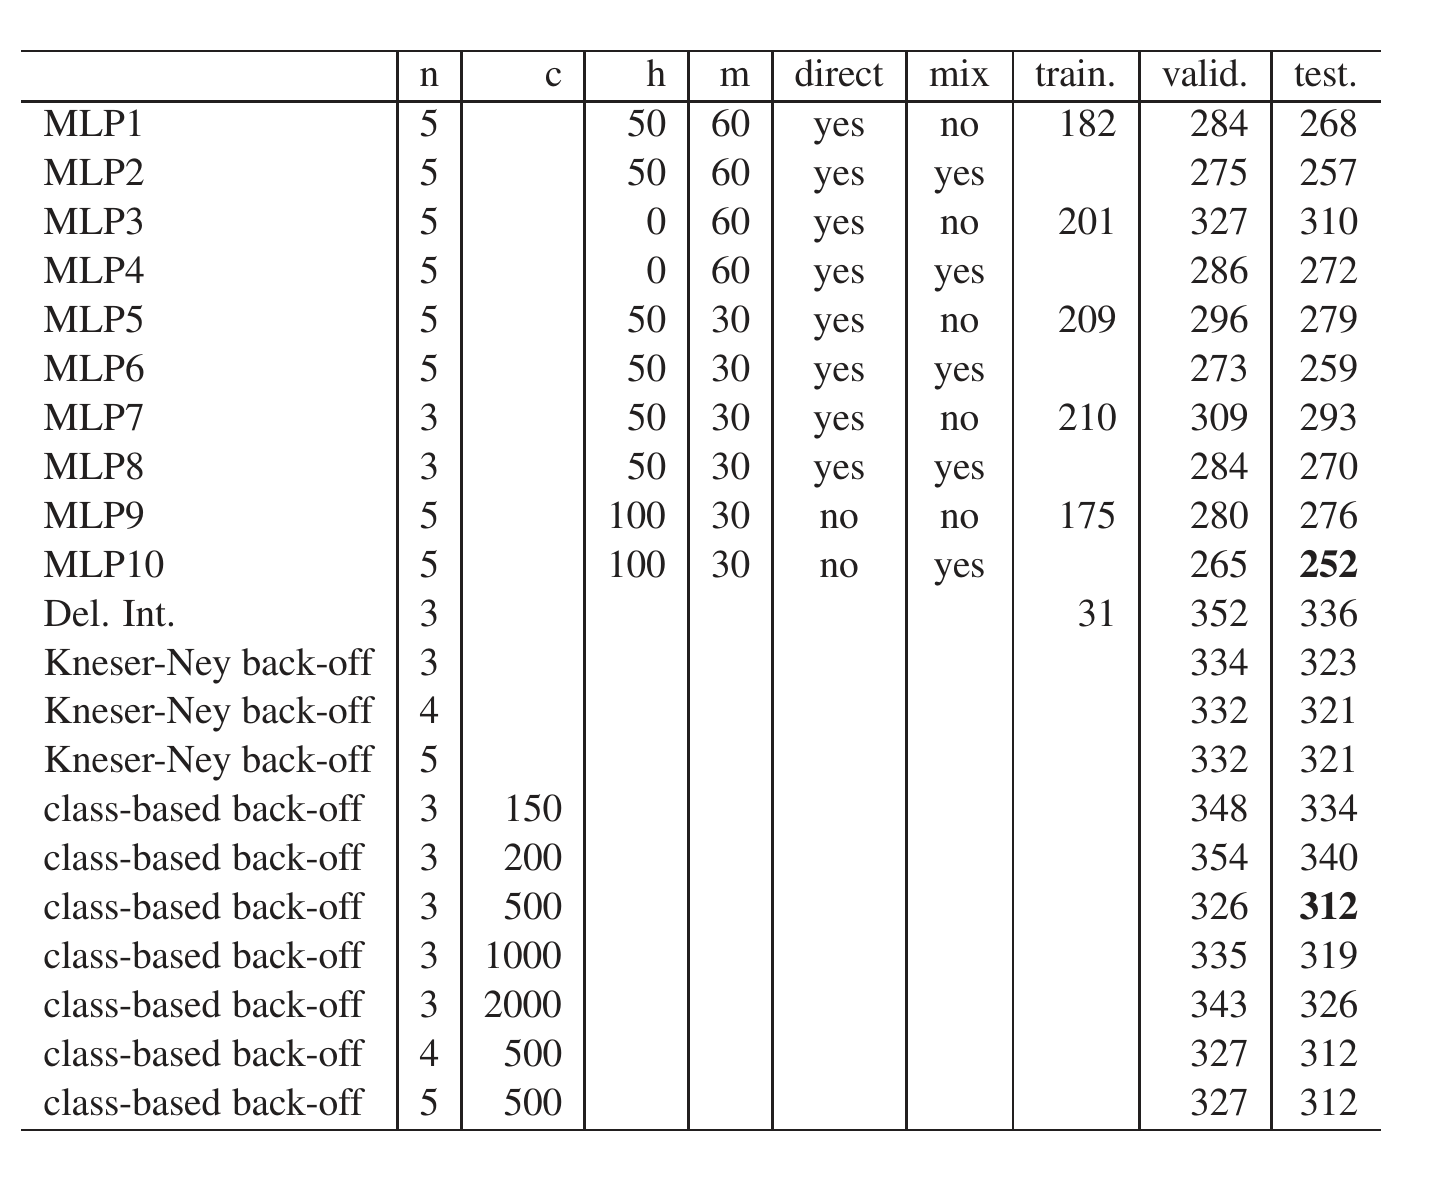 n c h m direct mix train. valid. test.
MLP1 5 50 60 yes no 182 284 268
MLP2 5 50 60 yes yes 275 257
MLP3 5 0 60 yes no 201 327 310
MLP4 5 0 60 yes yes 286 272
MLP5 5 50 30 yes no 209 296 279
MLP6 5 50 30 yes yes 273 259
MLP7 3 50 30 yes no 210 309 293
MLP8 3 50 30 yes yes 284 270
MLP9 5 100 30 no no 175 280 276
MLP10 5 100 30 no yes 265 252
Del. Int. 3 31 352 336
Kneser-Ney back-off 3 334 323
Kneser-Ney back-off 4 332 321
Kneser-Ney back-off 5 332 321
class-based back-off 3 150 348 334
class-based back-off 3 200 354 340
class-based back-off 3 500 326 312
class-based back-off 3 1000 335 319
class-based back-off 3 2000 343 326
class-based back-off 4 500 327 312
class-based back-off 5 500 327 312